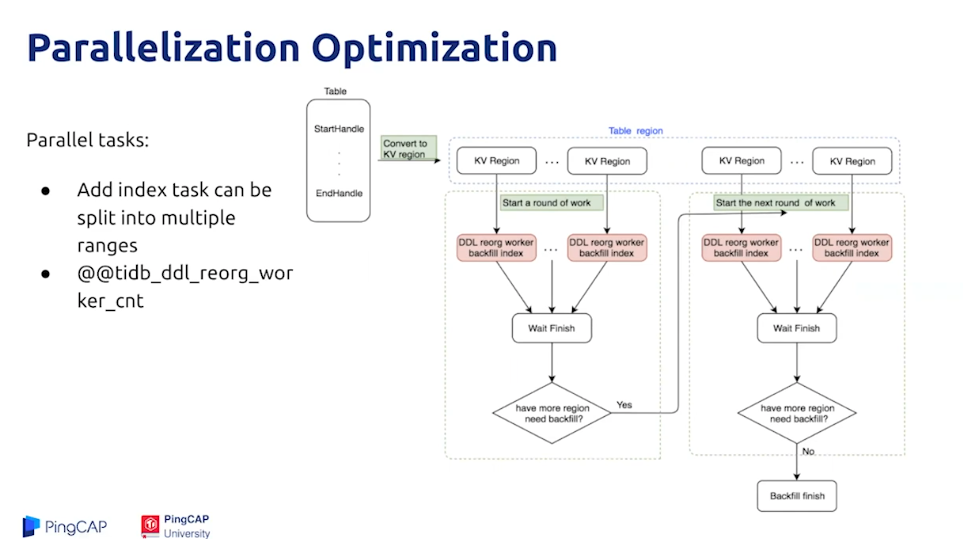 Parallelization Optimization
Parallel tasks:
● Add index task can be
split into multiple
ranges
● @@tidb_ddl_reorg_wor
ker_cnt
Table
StartHandle
.
.
.
EndHandle
Convert to
KV region
Table region
KV Region ... KV Region
KV Region ... KV Region
Start a round of work
Start the next round of work
DDL reorg worker
backfill index
...
DDL reorg worker
backfill index
DDL reorg worker
backfill index
...
DDL reorg worker
backfill index
Wait Finish
Wait Finish
have more region
need backfill?
Yes
have more region
need backfill?
No
Backfill finish
PingCAP
PingCAP
University